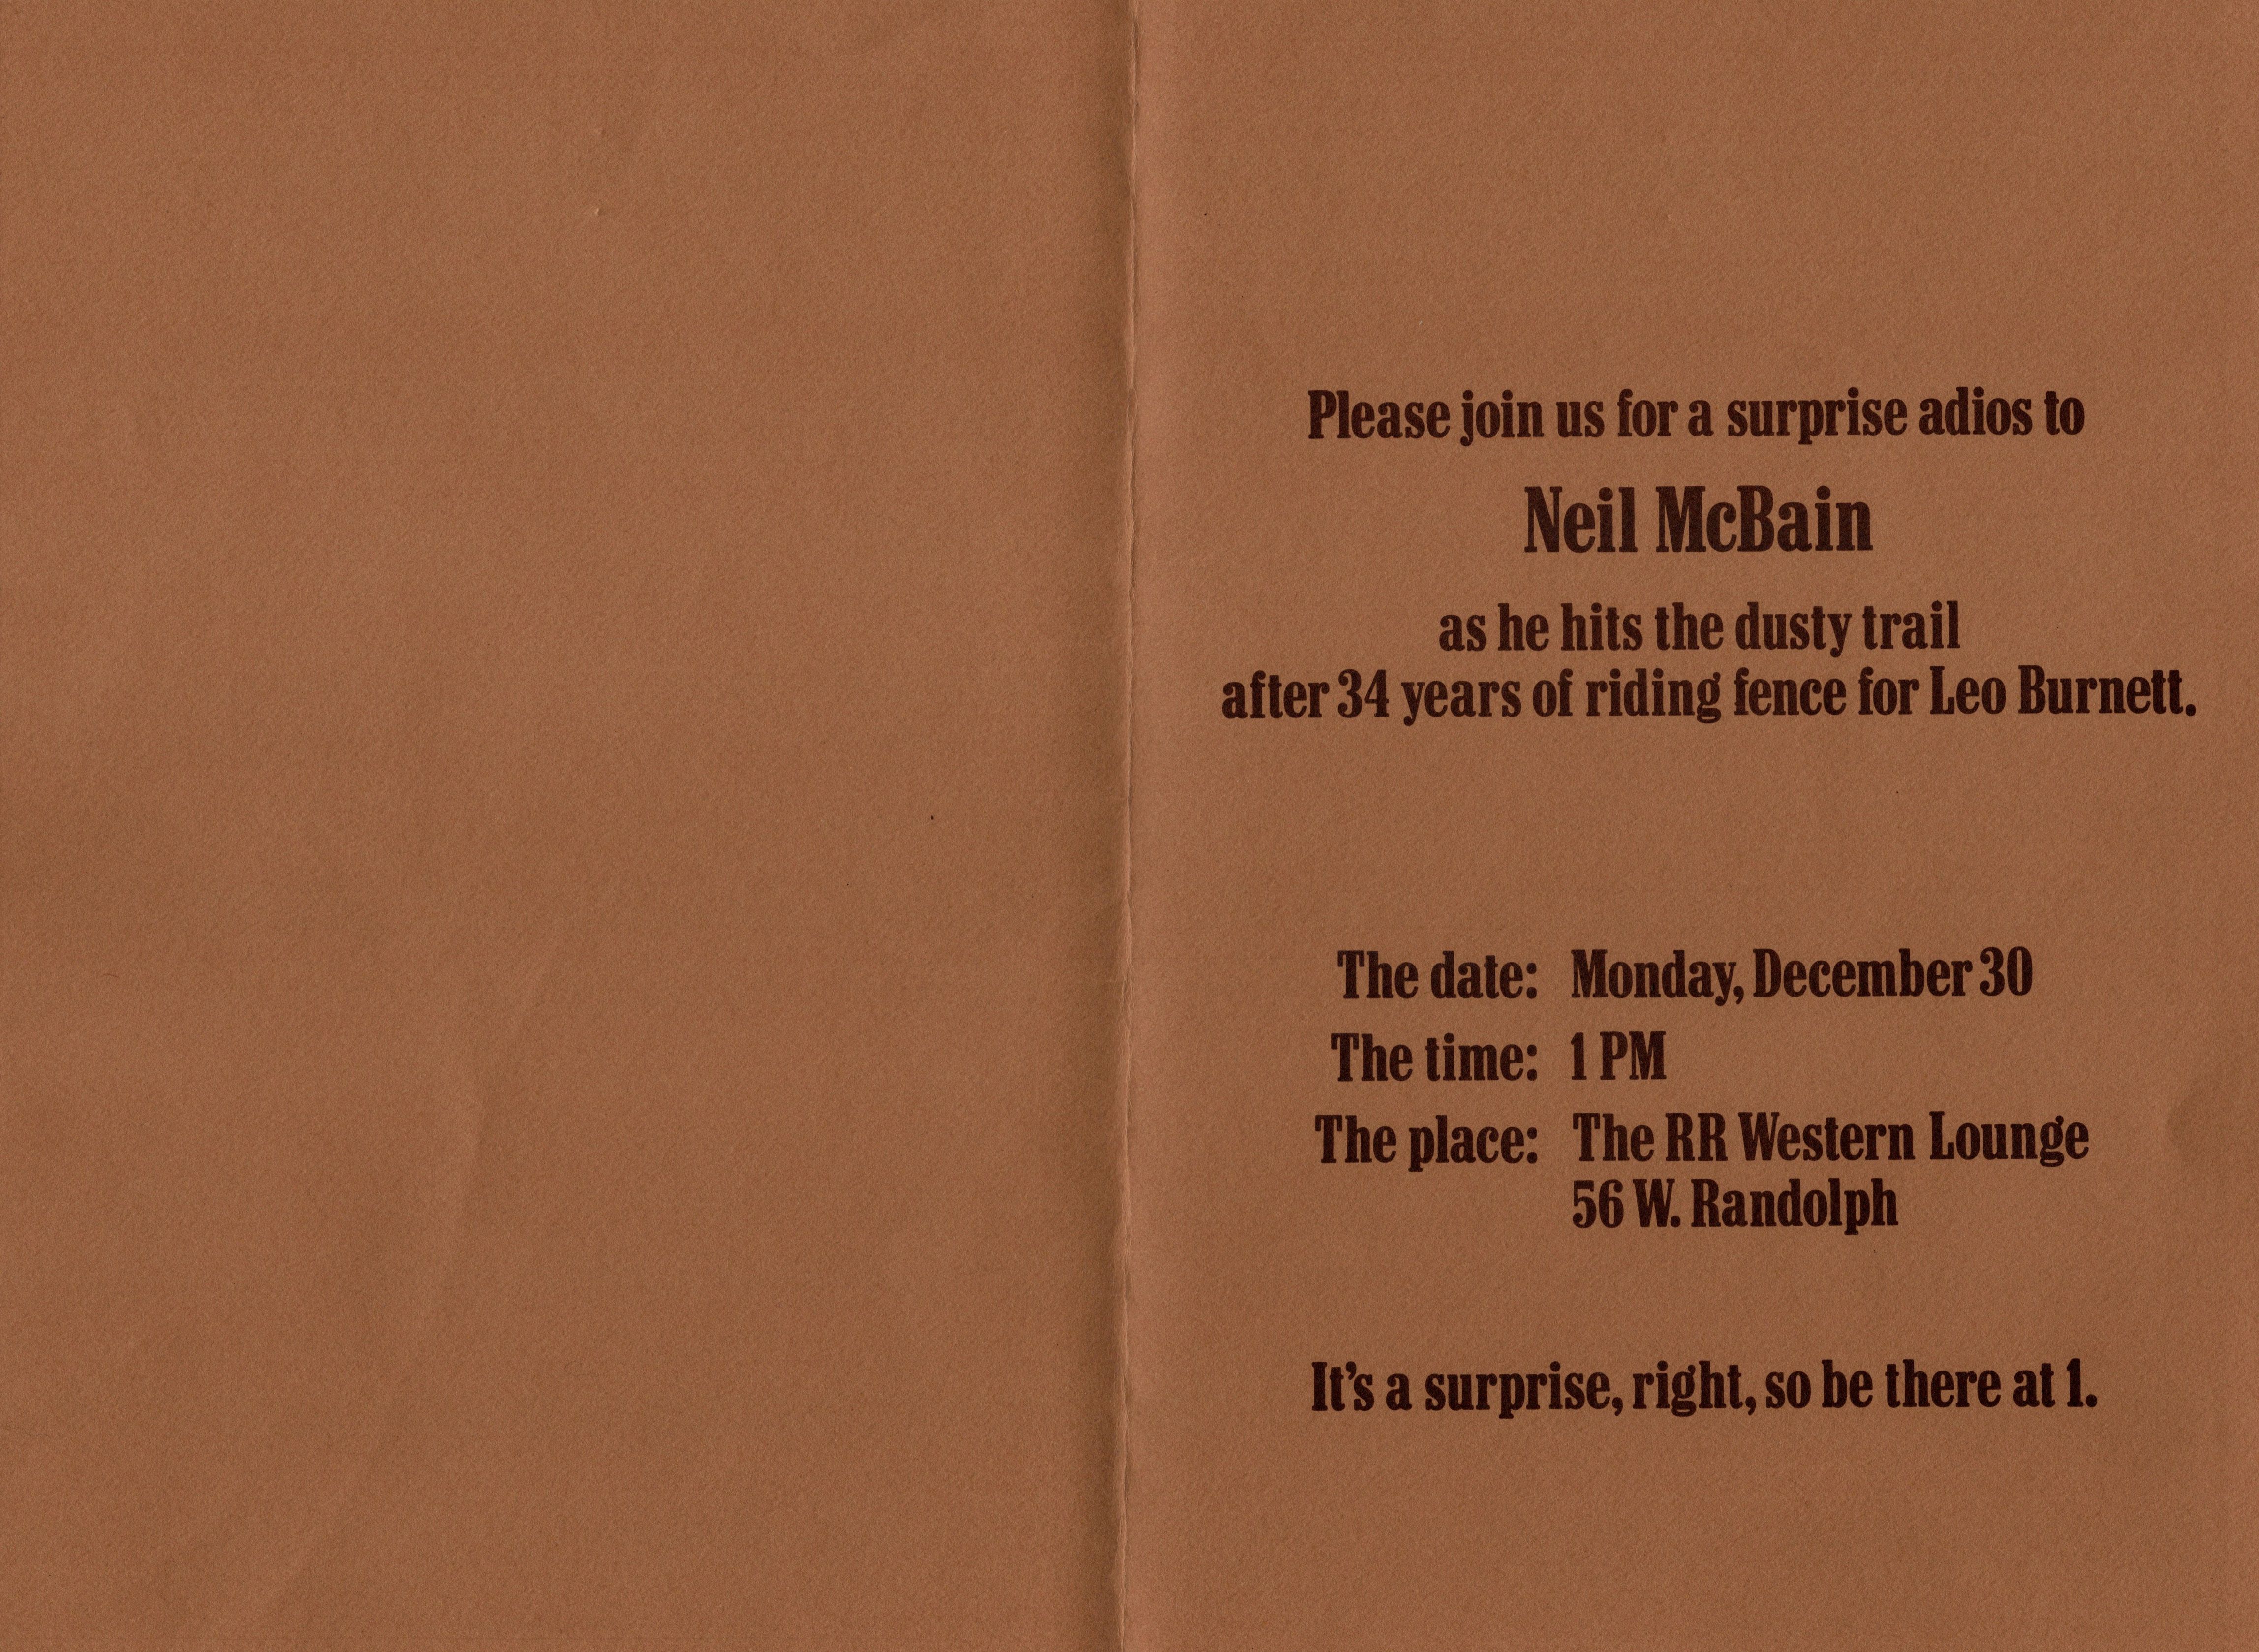 Please join us for a surprise adios to
Neil McBain
as he hits the dusty trail
after 34 years of riding fence for Leo Burnett.
The date: Monday, December 30
The time: 1 PM
The place: The RR Western Lounge
56 W. Randolph
It's a surprise, right, so be there at 1.